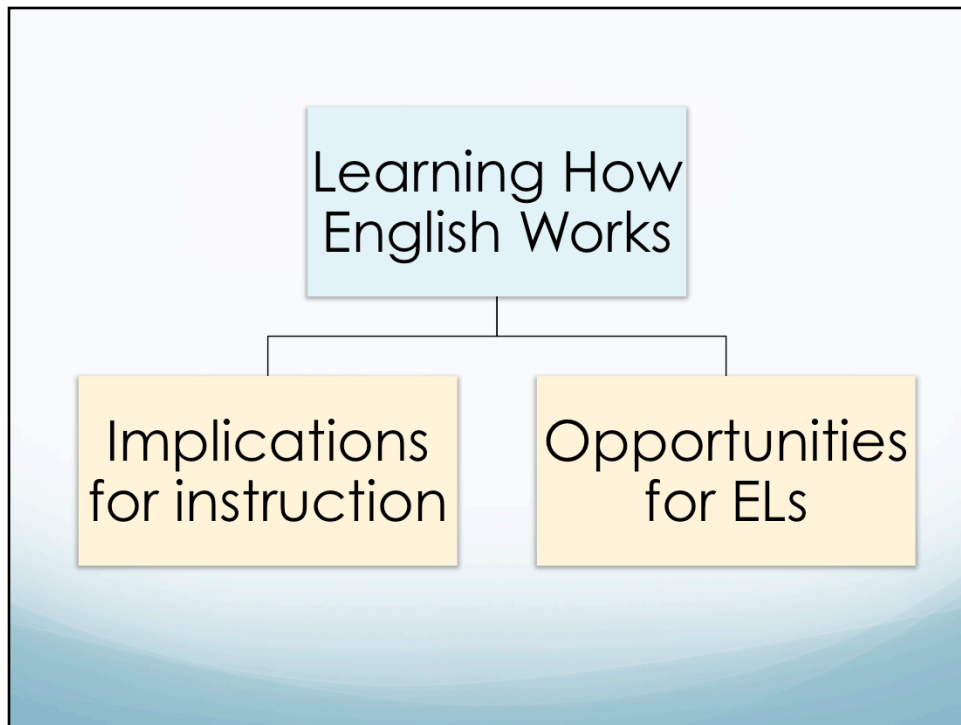 Learning How
English Works
Implications
for instruction
Opportunities
for ELs